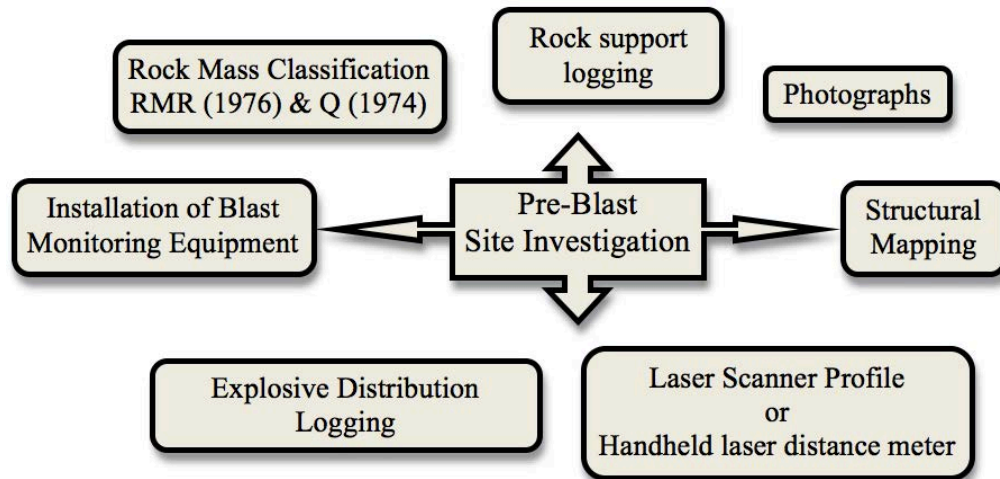 Rock support
logging
Rock Mass Classification
RMR (1976) & Q (1974)
Photographs
Installation of Blast
Monitoring Equipment
Pre-Blast
Site Investigation
Structural
Mapping
Explosive Distribution
Logging
Laser Scanner Profile
or
Handheld laser distance meter